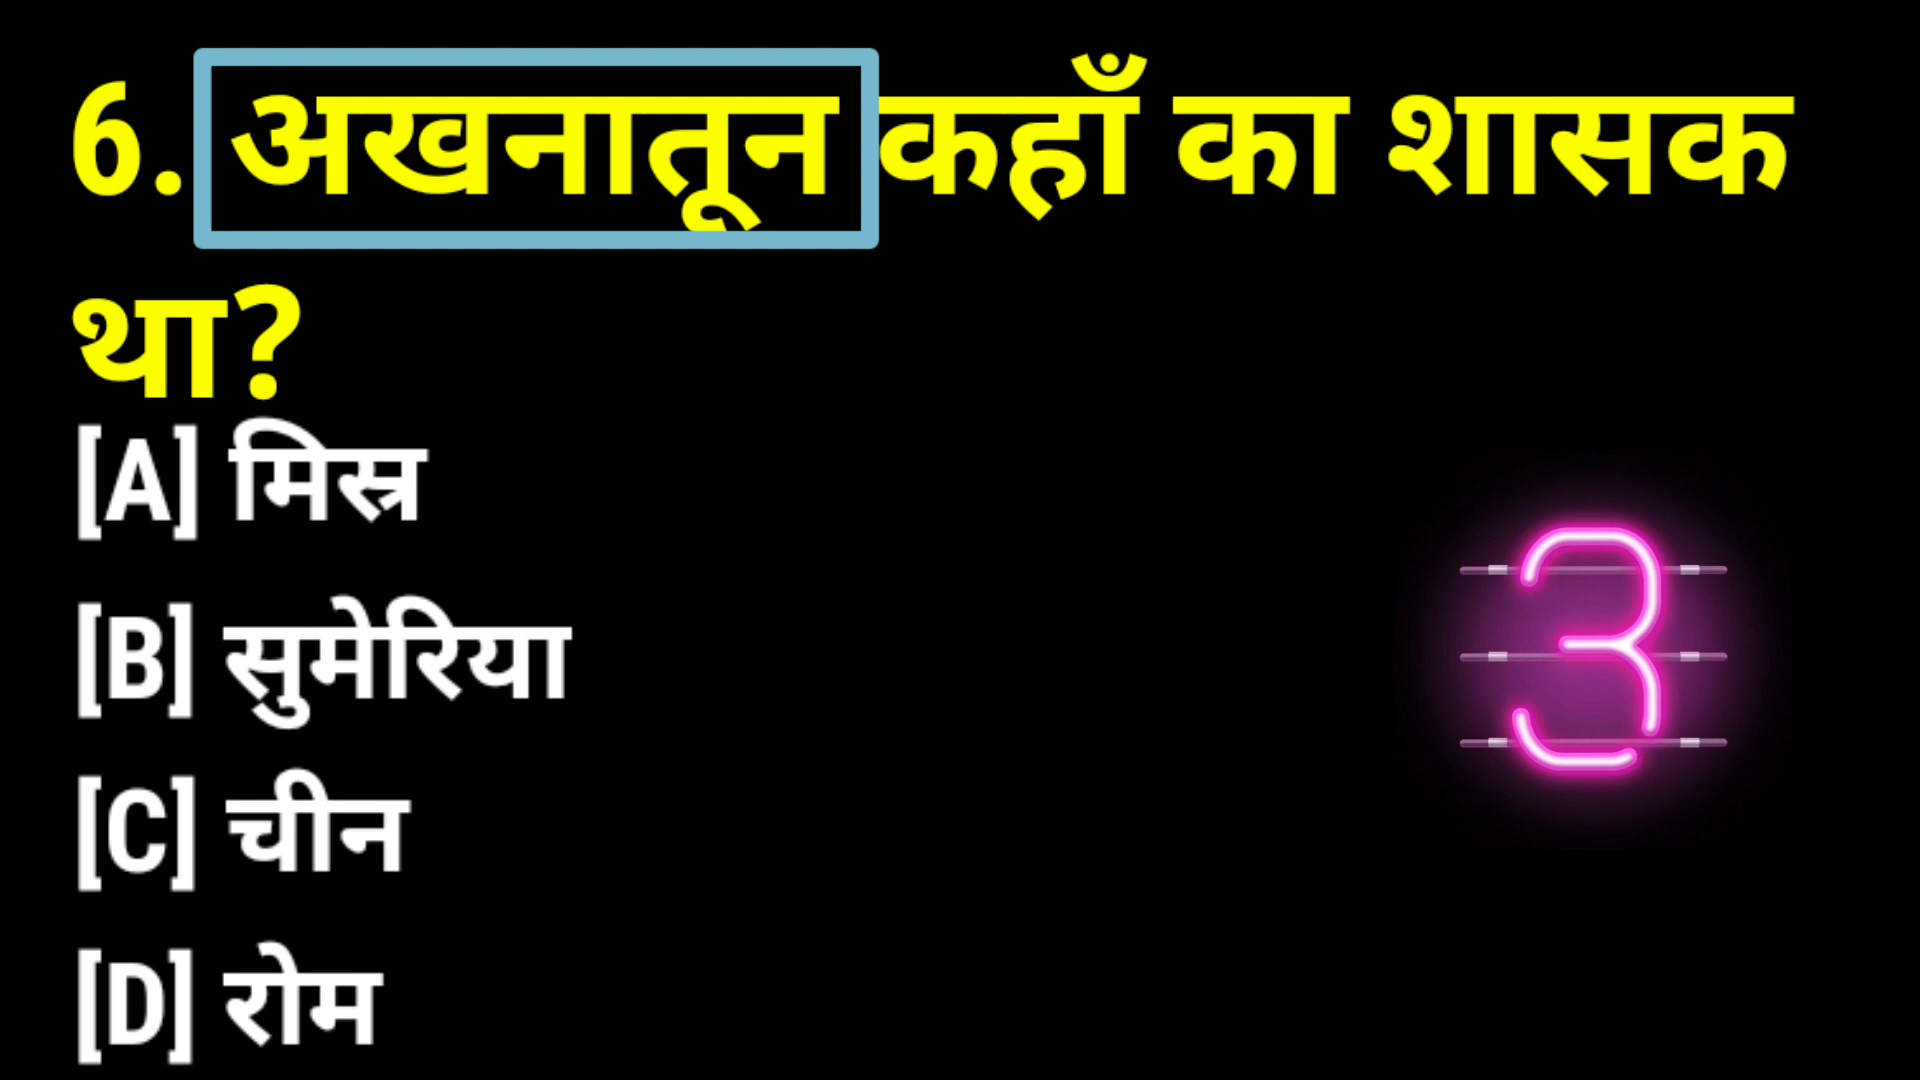 6. अखनातून कहाँ का शासक
था?
[A] मिस्र
[B] सुमेरिया
[C] चीन
[D] रोम
3